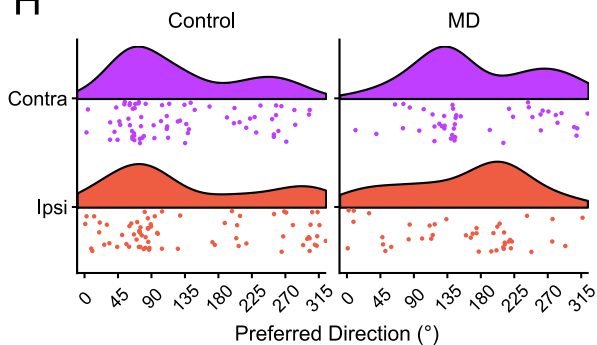 H
Control MD
Contra
Ipsi
0 45 90 135 180 225 270 315 0 45 90 135 180 225 270 315
Preferred Direction (°)